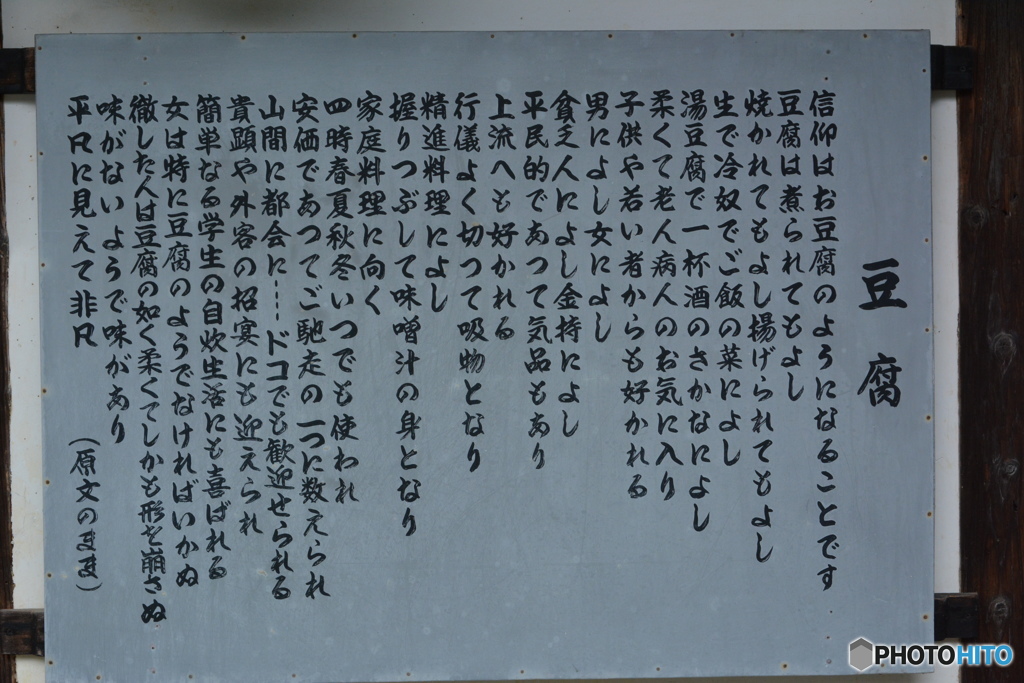 豆腐
信仰はお豆腐のようになることです
豆腐は煮られてもよし
焼かれてもよし揚げられてもよし
生で冷奴でご飯の菜によし
湯豆腐で一杯酒のさかなによし
柔くて老人病人のお気に入り
子供や若い者からも好かれる
男によし女によし
貧乏人によし金持によし
平民的であつて気品もあり
上流へも好かれる
行儀よく切つて吸物となり
握りつぶして味噌汁の身となり
精進料理によし
家庭料理に向く
四時春夏秋冬いつでも使われ
安価であつてご馳走の一つに数えられ
山間に都会に……ドコでも歓迎せられる
貴顕や外客の招宴にも迎えられ
簡単なる学生の自炊生活にも喜ばれる
女は特に豆腐のようでなければいかぬ
徹した人は豆腐の如く柔くてしかも形を崩さぬ
味がないようで味があり
平凡に見えて非凡
(原文のまま)
PHOTOHITO